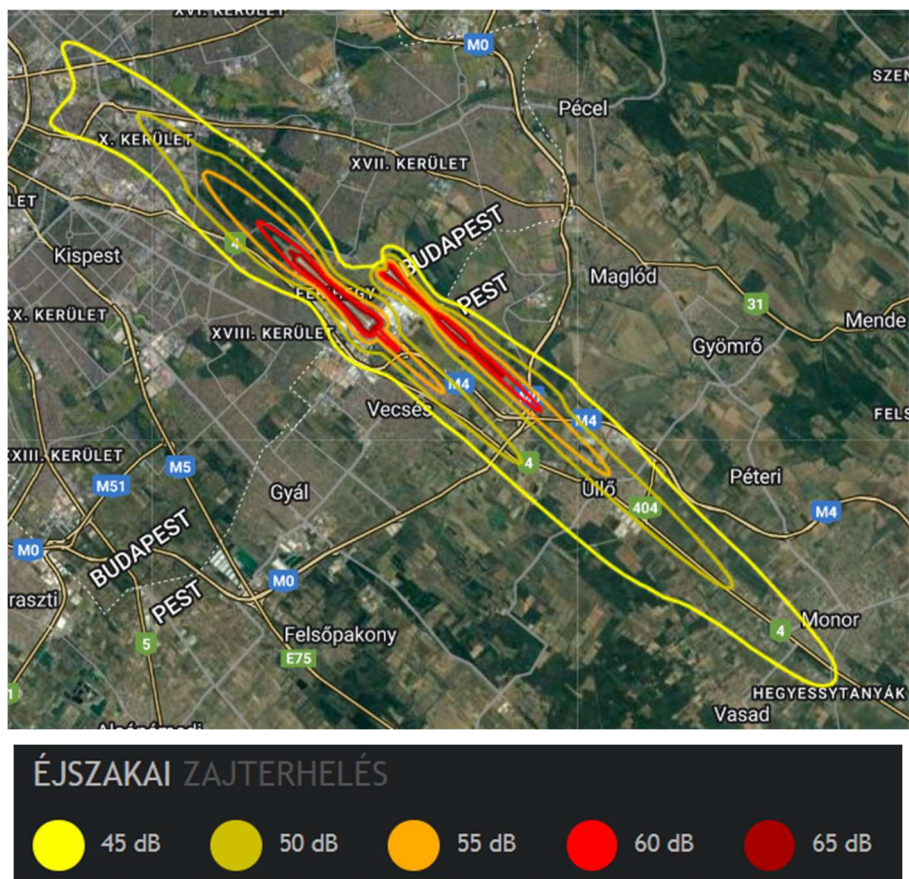 XVI. KERÜLET
M0
SZEN
Pécel
X. KERÜLET
XVII. KERÜLET
LET
4
BUDAPEST
Kispest
PEST
Maglód
31
XX. KERÜLET
XVIII. KERÜLET
Mende
Gyömrő
M4
M0
Vecsés
M4
FELS
XXIII. KERÜLET
M5
4
Péteri
M51
Gyál
Üllő
404
M4
BUDAPEST
M0
M0
PEST
raszti
Monor
4
5
Felsőpakony
E75
1
HEGYESSYTANYÁK
Vasad
ÉJSZAKAI ZAJTERHELÉS
45 dB 50 dB 55 dB 60 dB 65 dB